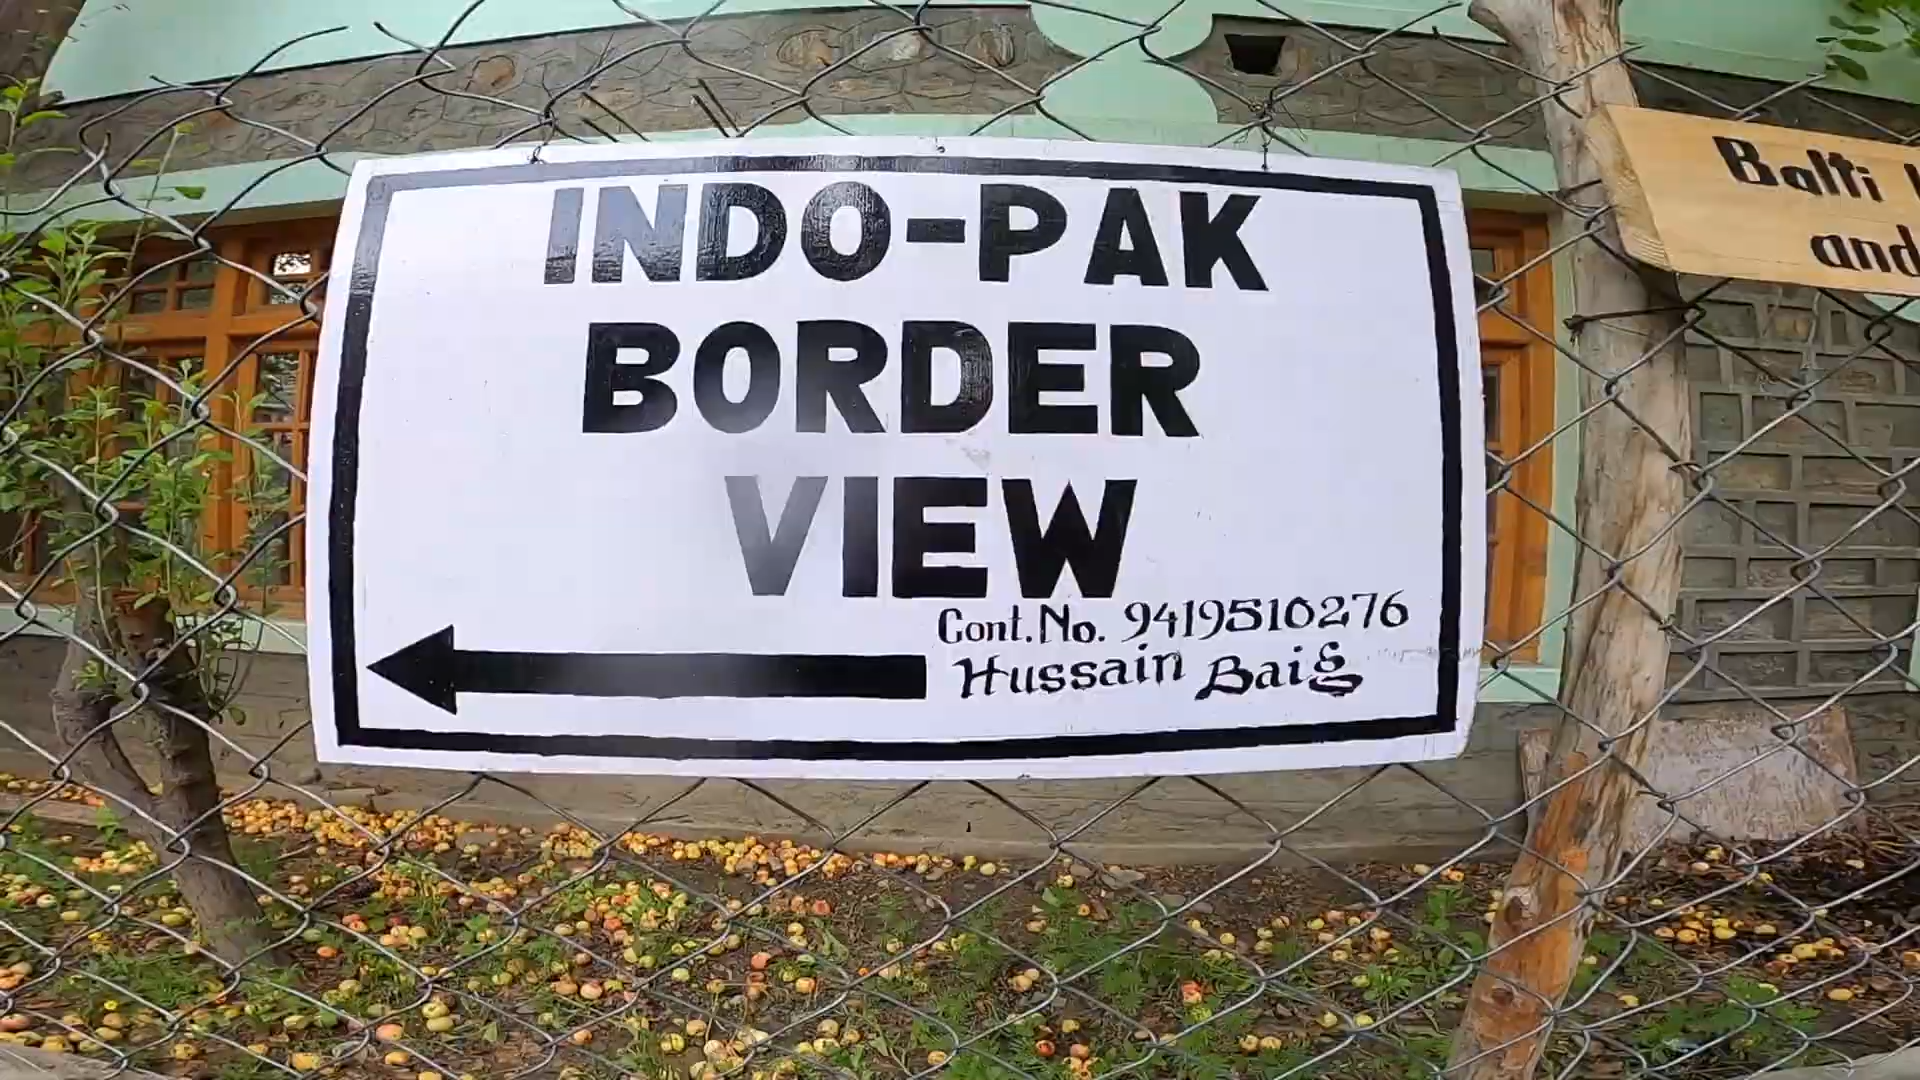 INDO-PAK
BORDER
VIEW
Cont.No. 9419510276
Hussain Baig
Balti
and